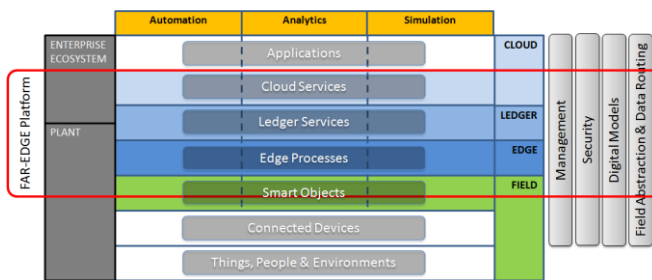 Automation
Analytics
Simulation
ENTERPRISE
ECOSYSTEM
Applications
CLOUD
Cloud Services
Ledger Services
LEDGER
PLANT
Edge Processes
EDGE
Smart Objects
FIELD
Connected Devices
Things, People & Environments
FAR-EDGE Platform
Management
Security
Digital Models
Field Abstraction & Data Routing